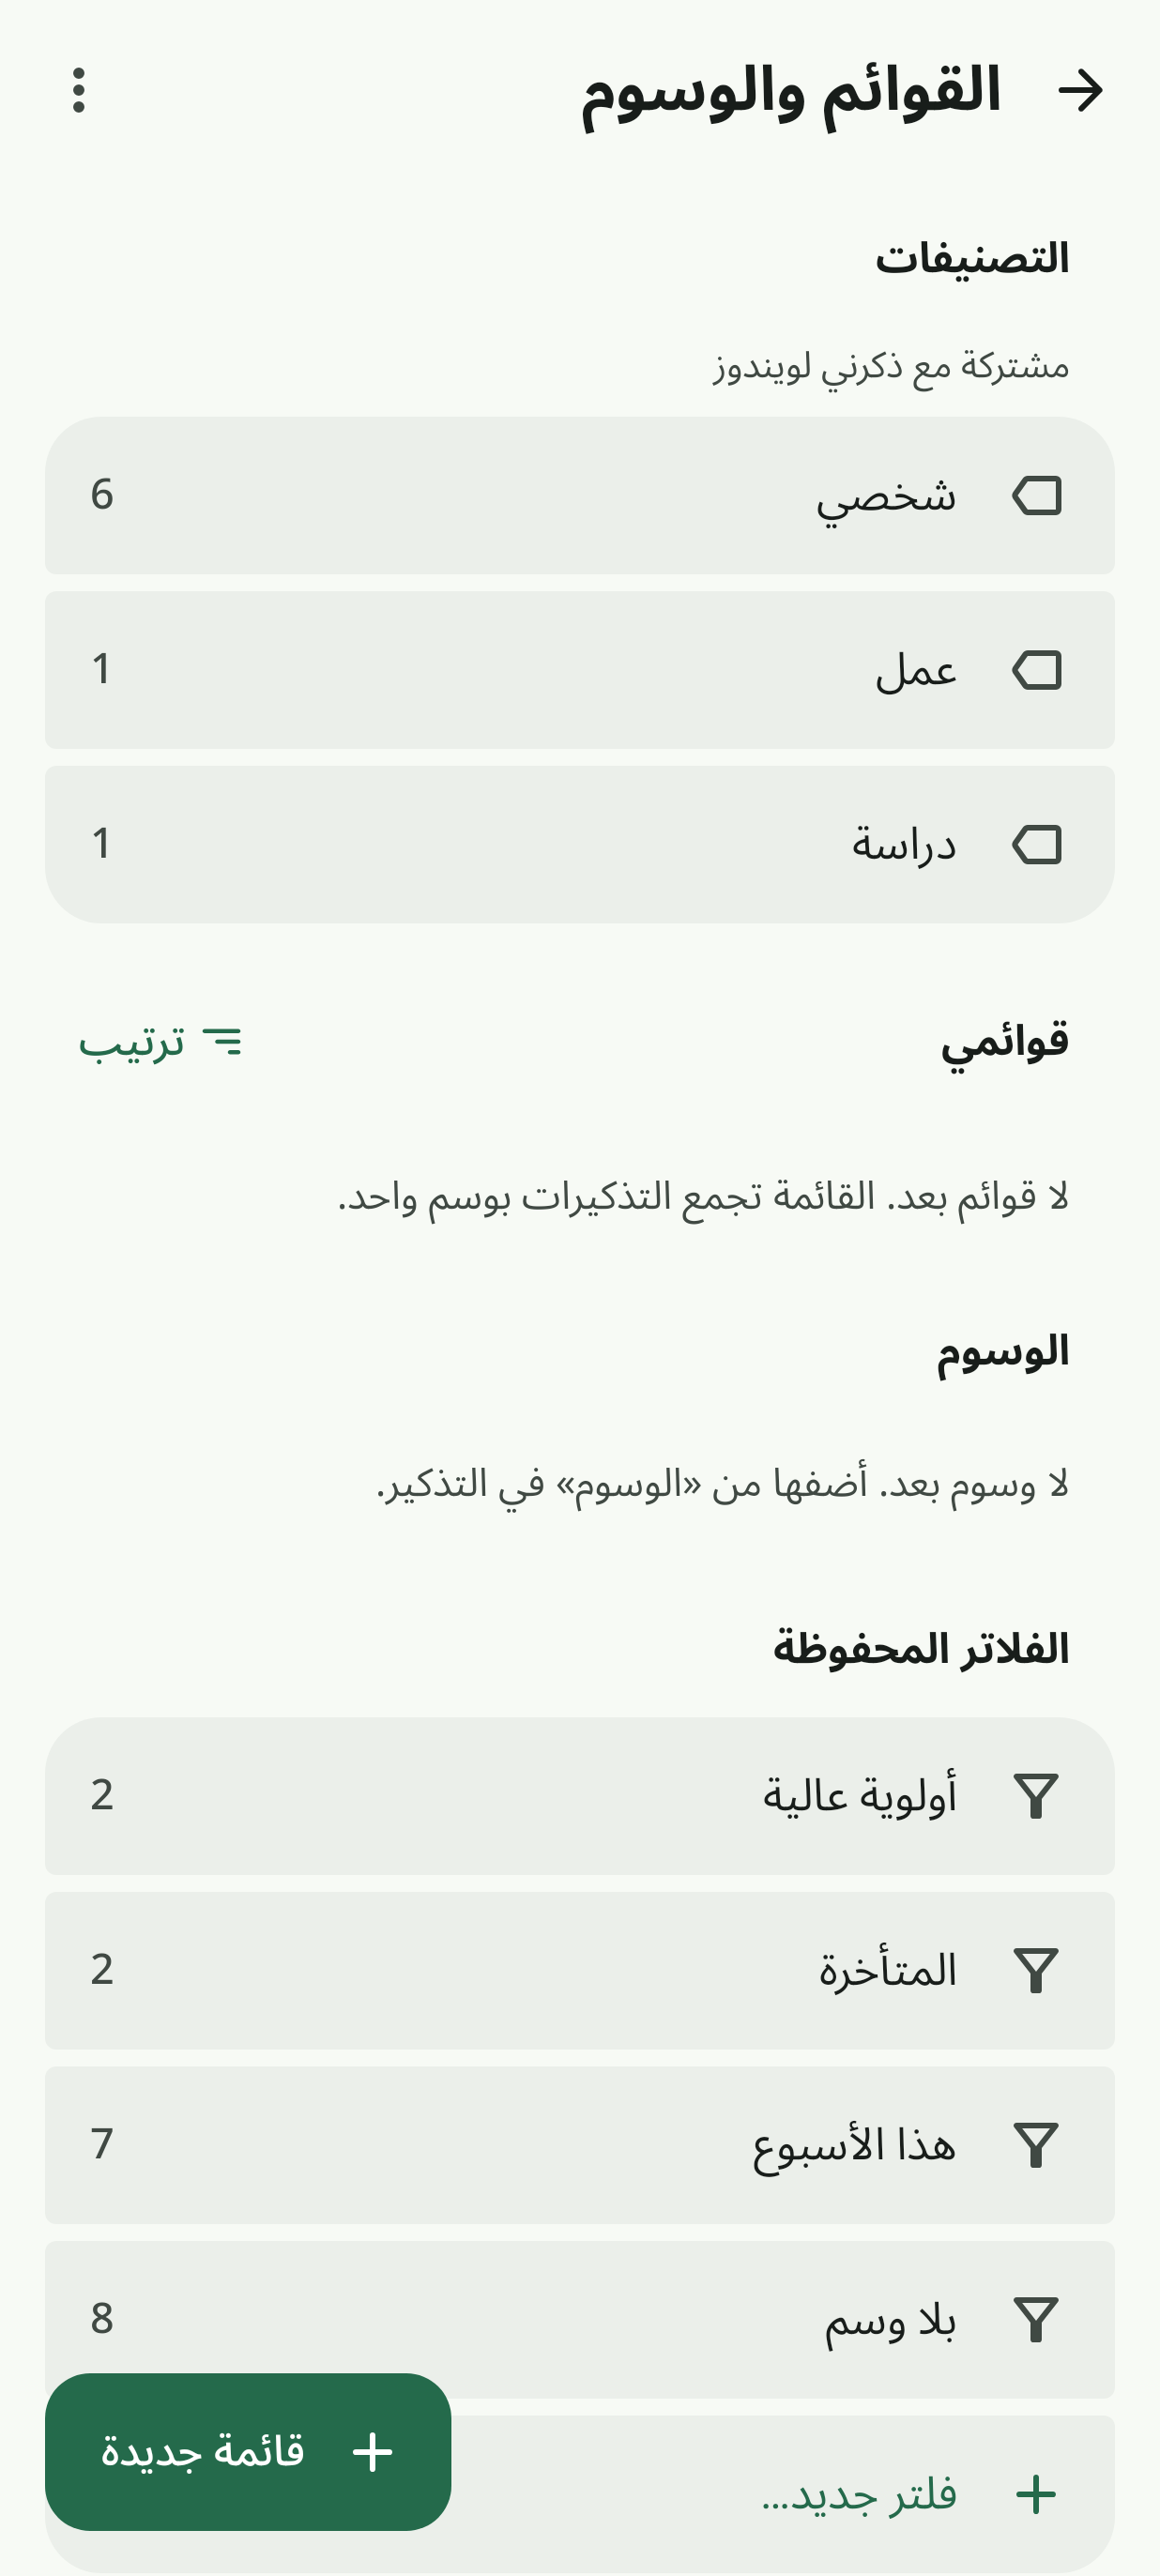 القوائم والوسوم
التصنيفات
مشتركة مع ذكرني لويندوز
شخصي 6
عمل 1
دراسة 1
قوائمي ترتيب
لا قوائم بعد. القائمة تجمع التذكيرات بوسم واحد.
الوسوم
لا وسوم بعد. أضفها من «الوسوم» في التذكير.
الفلاتر المحفوظة
أولوية عالية 2
المتأخرة 2
هذا الأسبوع 7
بلا وسم 8
فلتر جديد...
قائمة جديدة